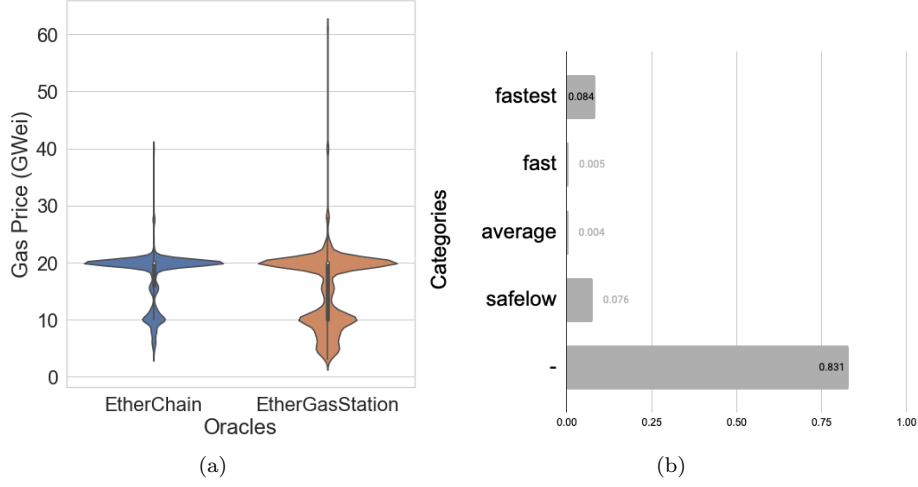 60
50
40
30
20
10
0
Gas Price (GWei)
EtherChain
EtherGasStation
Oracles
(a)
Categories
fastest
0.084
fast
0.005
average
0.004
safelow
0.076
-
0.831
0.00
0.25
0.50
0.75
1.00
(b)